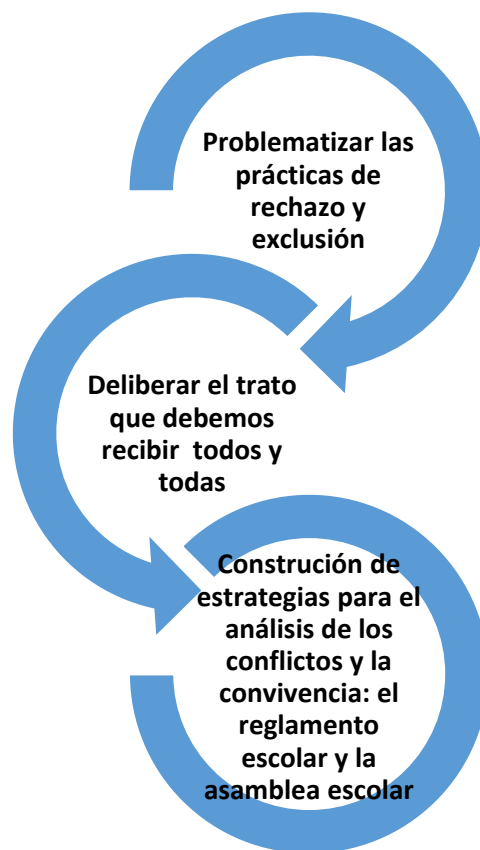 Problematizar las
prácticas de
rechazo y
exclusión
Deliberar el trato
que debemos
recibir todos y
todas
Construción de
estrategias para el
análisis de los
conflictos y la
convivencia: el
reglamento
escolar y la
asamblea escolar